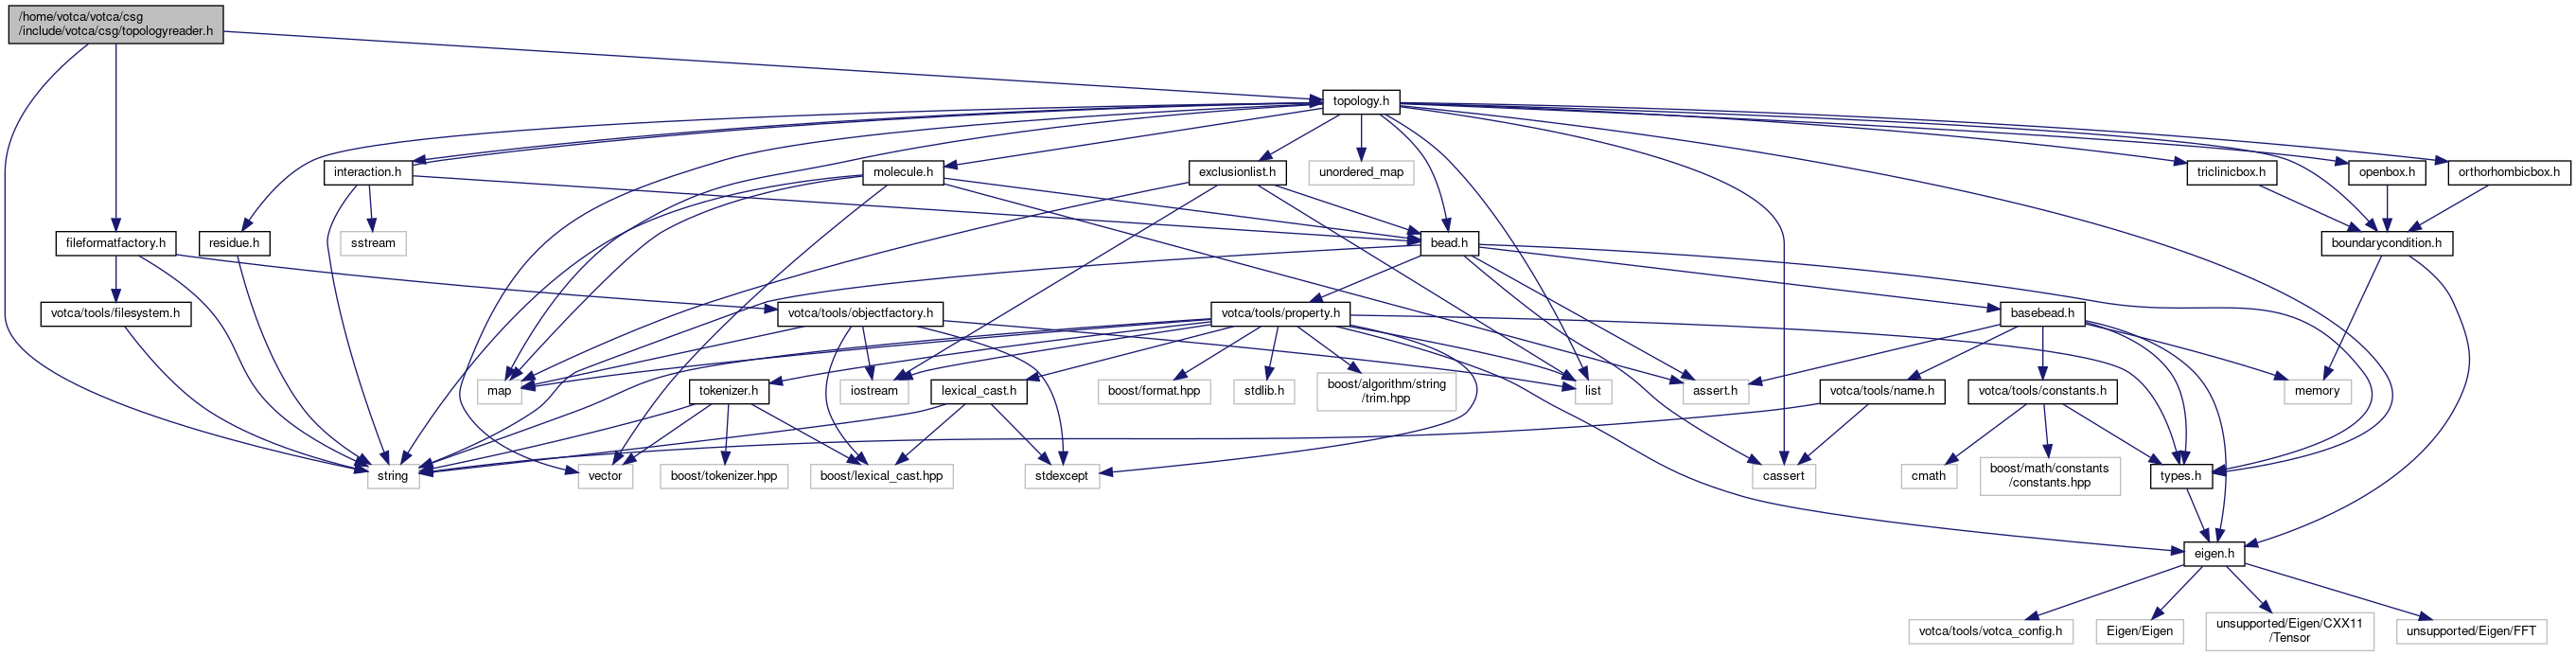 /home/votca/votca/csg
/include/votca/csg/topologyreader.h
topology.h
interaction.h
molecule.h
exclusionlist.h
unordered_map
triclinicbox.h
openbox.h
orthorhombicbox.h
fileformatfactory.h
residue.h
sstream
bead.h
boundarycondition.h
votca/tools/filesystem.h
votca/tools/objectfactory.h
votca/tools/property.h
basebead.h
map
tokenizer.h
iostream
lexical_cast.h
boost/format.hpp
stdlib.h
boost/algorithm/string
/trim.hpp
list
assert.h
votca/tools/name.h
votca/tools/constants.h
memory
string
vector
boost/tokenizer.hpp
boost/lexical_cast.hpp
stdexcept
cassert
cmath
boost/math/constants
/constants.hpp
types.h
eigen.h
votca/tools/votca_config.h
Eigen/Eigen
unsupported/Eigen/CXX11
/Tensor
unsupported/Eigen/FFT